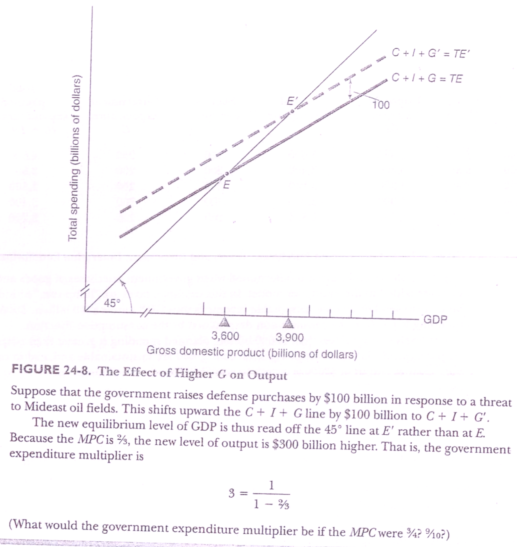 C + I + G' = TE'
C + I + G = TE
100
E'
E
Total spending (billions of dollars)
45°
GDP
3,600 3,900
Gross domestic product (billions of dollars)
FIGURE 24-8. The Effect of Higher G on Output
Suppose that the government raises defense purchases by $100 billion in response to a threat
to Mideast oil fields. This shifts upward the C + I + G line by $100 billion to C + I + G'.
The new equilibrium level of GDP is thus read off the 45° line at E' rather than at E.
Because the MPC is ⅔, the new level of output is $300 billion higher. That is, the government
expenditure multiplier is
3 = 1
1 − ⅔
(What would the government expenditure multiplier be if the MPC were ¾? 9/10?)